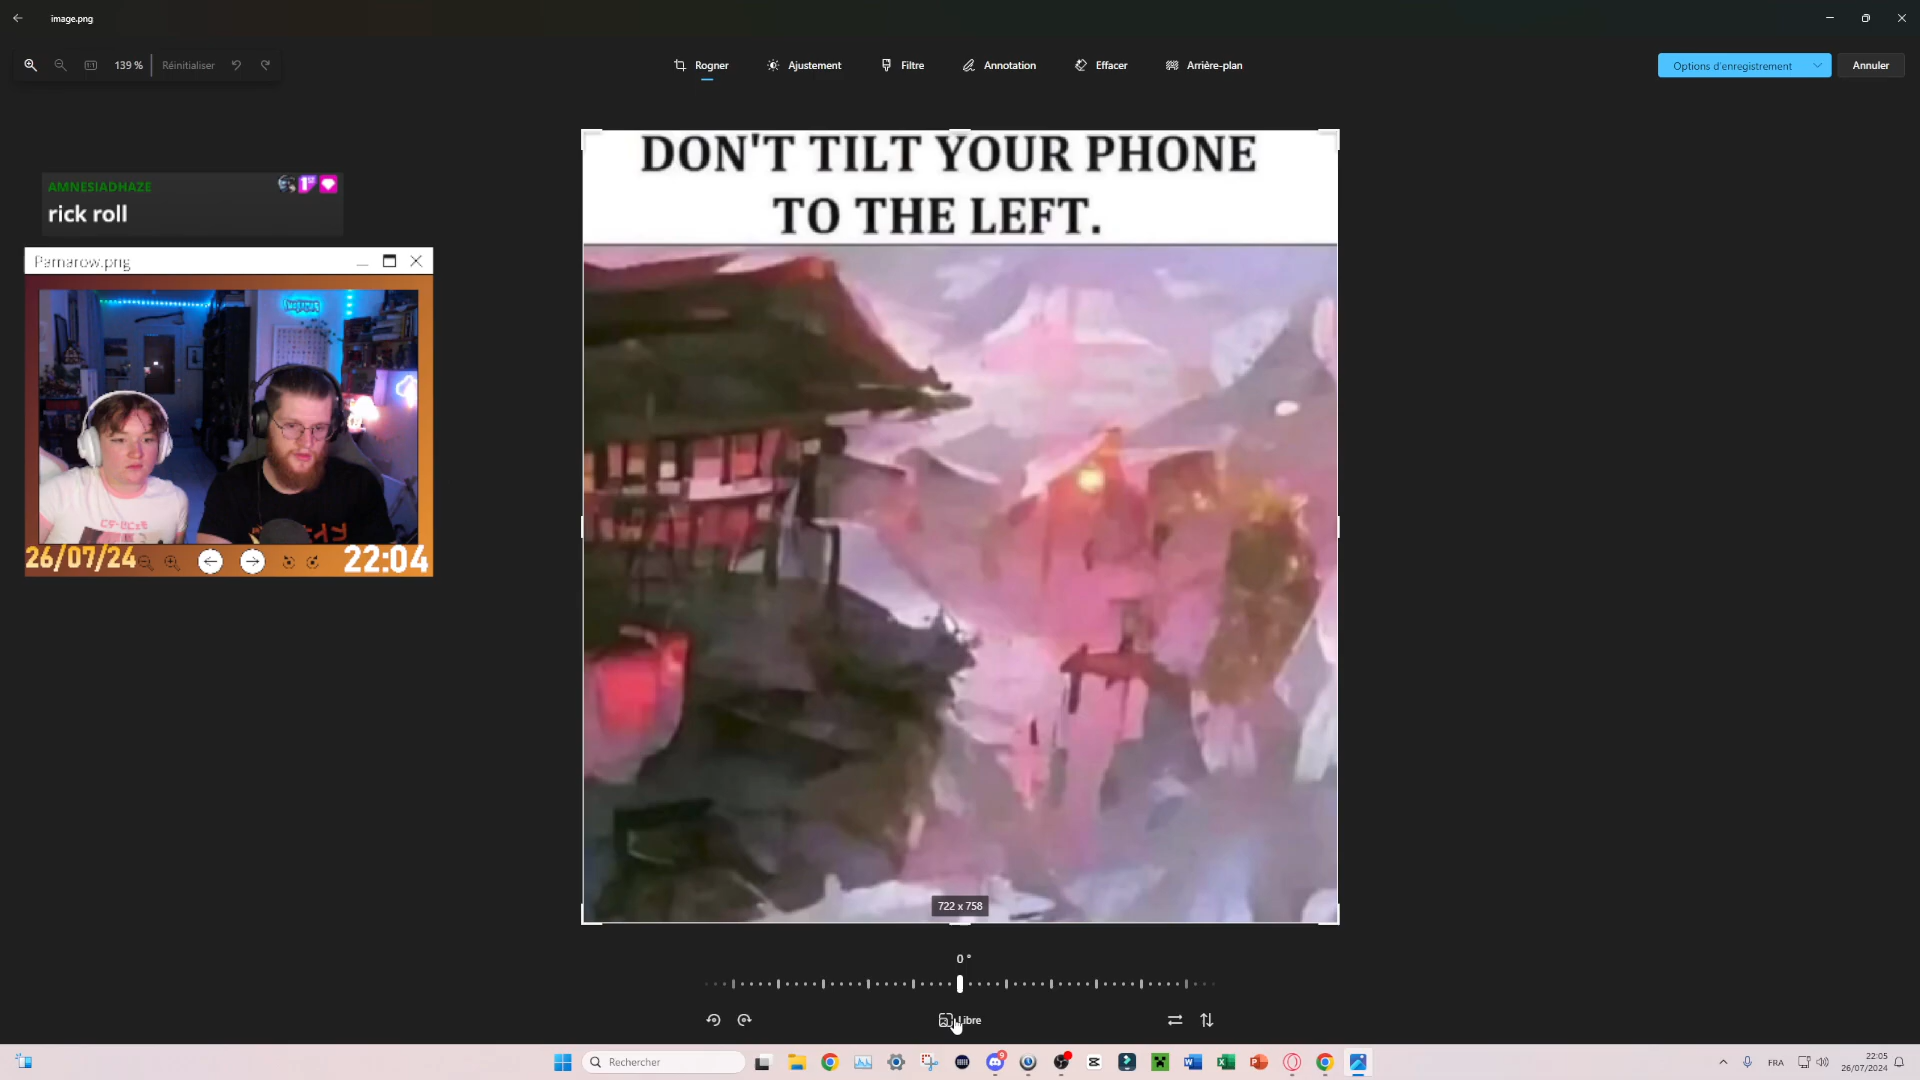 image.png
139 %
Réinitialiser
Rogner
Ajustement
Filtre
Annotation
Effacer
Arrière-plan
Options d'enregistrement
Annuler
AMNESIADHAZE
rick roll
Pamarow.png
26/07/24
22:04
DON'T TILT YOUR PHONE
TO THE LEFT.
722 x 758
0 °
Libre
Rechercher
9
FRA
22:05
26/07/2024